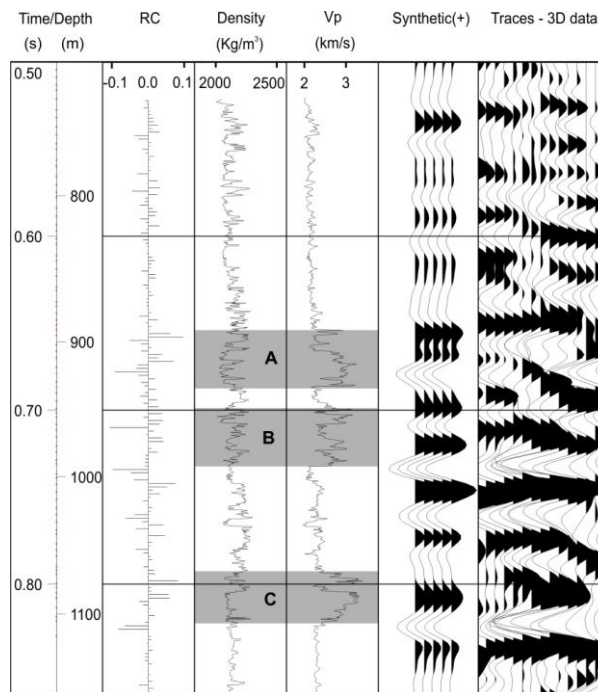 Time/Depth RC Density Vp Synthetic(+) Traces - 3D data
(s) (m) (Kg/m³) (km/s)
0.50 -0.1 0.0 0.1 2000 2500 2 3
800
0.60
900
A
0.70
B
1000
0.80
C
1100